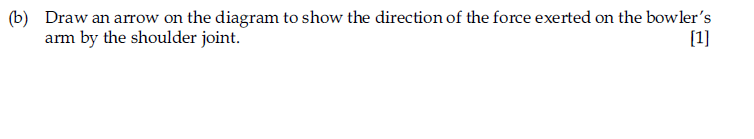 (b) Draw an arrow on the diagram to show the direction of the force exerted on the bowler's
arm by the shoulder joint. [1]